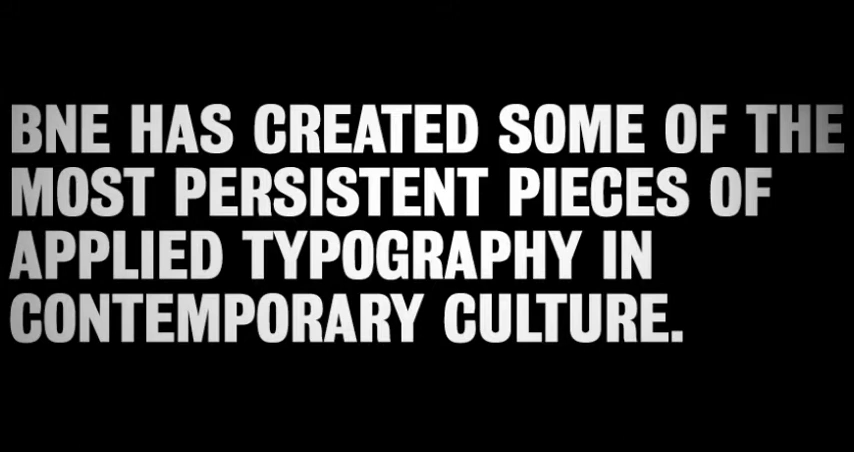 BNE HAS CREATED SOME OF THE
MOST PERSISTENT PIECES OF
APPLIED TYPOGRAPHY IN
CONTEMPORARY CULTURE.